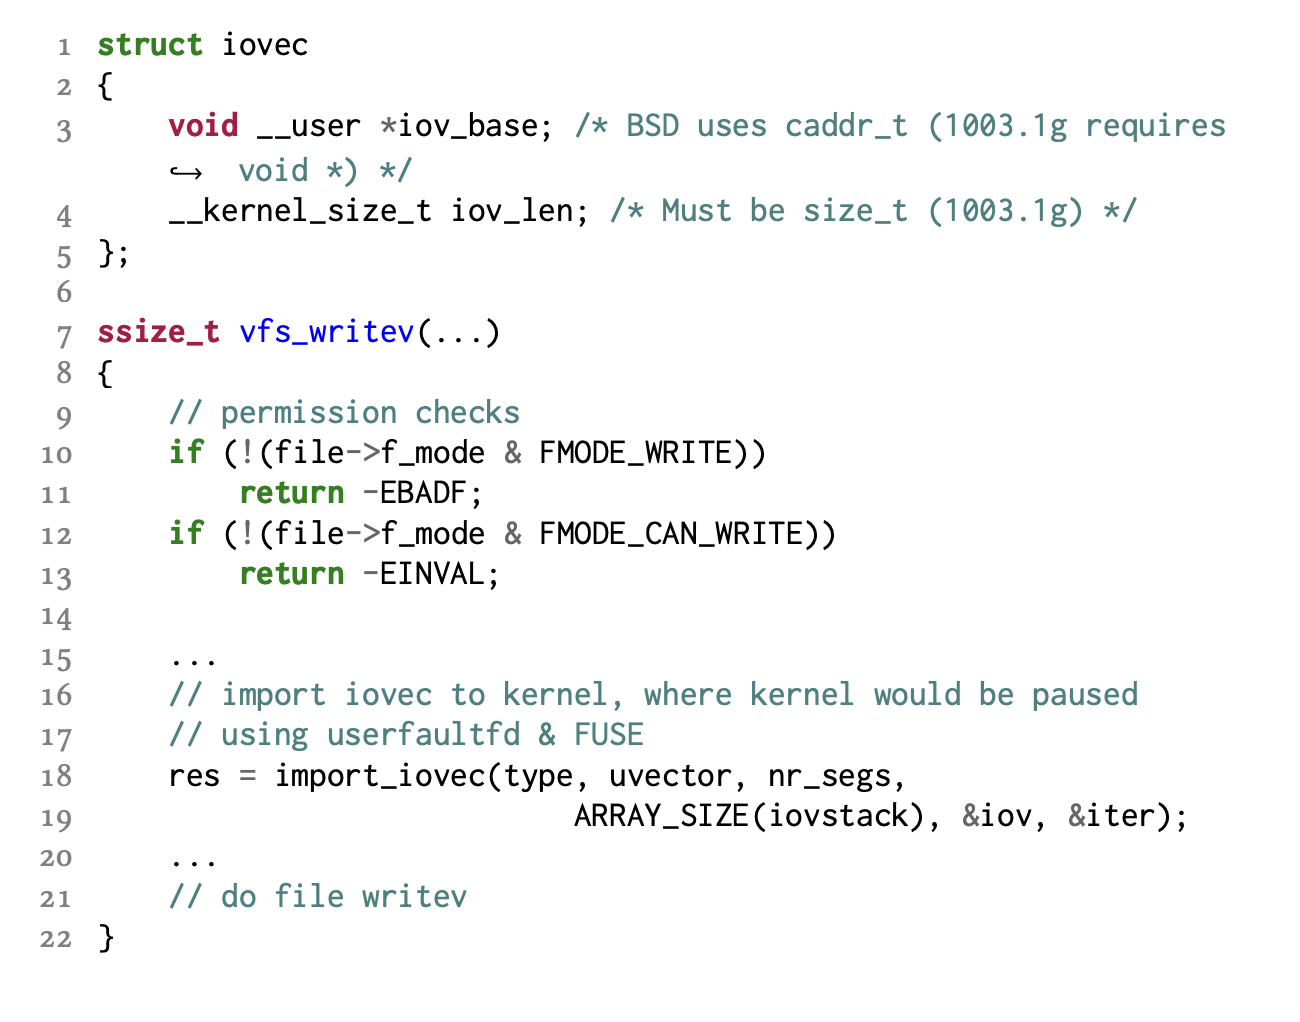 1 struct iovec
2 {
3     void __user *iov_base; /* BSD uses caddr_t (1003.1g requires
      ↪  void *) */
4     __kernel_size_t iov_len; /* Must be size_t (1003.1g) */
5 };
6
7 ssize_t vfs_writev(...)
8 {
9     // permission checks
10     if (!(file->f_mode & FMODE_WRITE))
11         return -EBADF;
12     if (!(file->f_mode & FMODE_CAN_WRITE))
13         return -EINVAL;
14
15     ...
16     // import iovec to kernel, where kernel would be paused
17     // using userfaultfd & FUSE
18     res = import_iovec(type, uvector, nr_segs,
19                            ARRAY_SIZE(iovstack), &iov, &iter);
20     ...
21     // do file writev
22 }